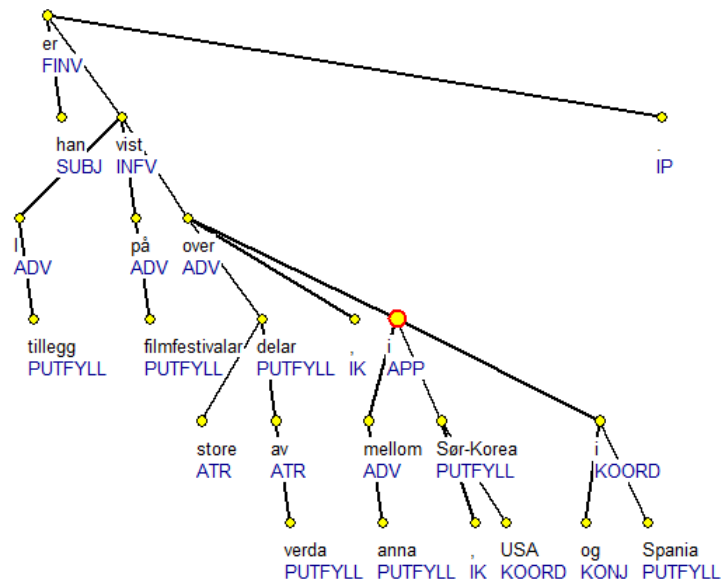 er
FINV
han vist .
SUBJ INFV IP
I på over
ADV ADV ADV
tillegg filmfestivalar delar , i
PUTFYLL PUTFYLL PUTFYLL IK APP
store av mellom Sør-Korea i
ATR ATR ADV PUTFYLL KOORD
verda anna , USA og Spania
PUTFYLL PUTFYLL IK KOORD KONJ PUTFYLL